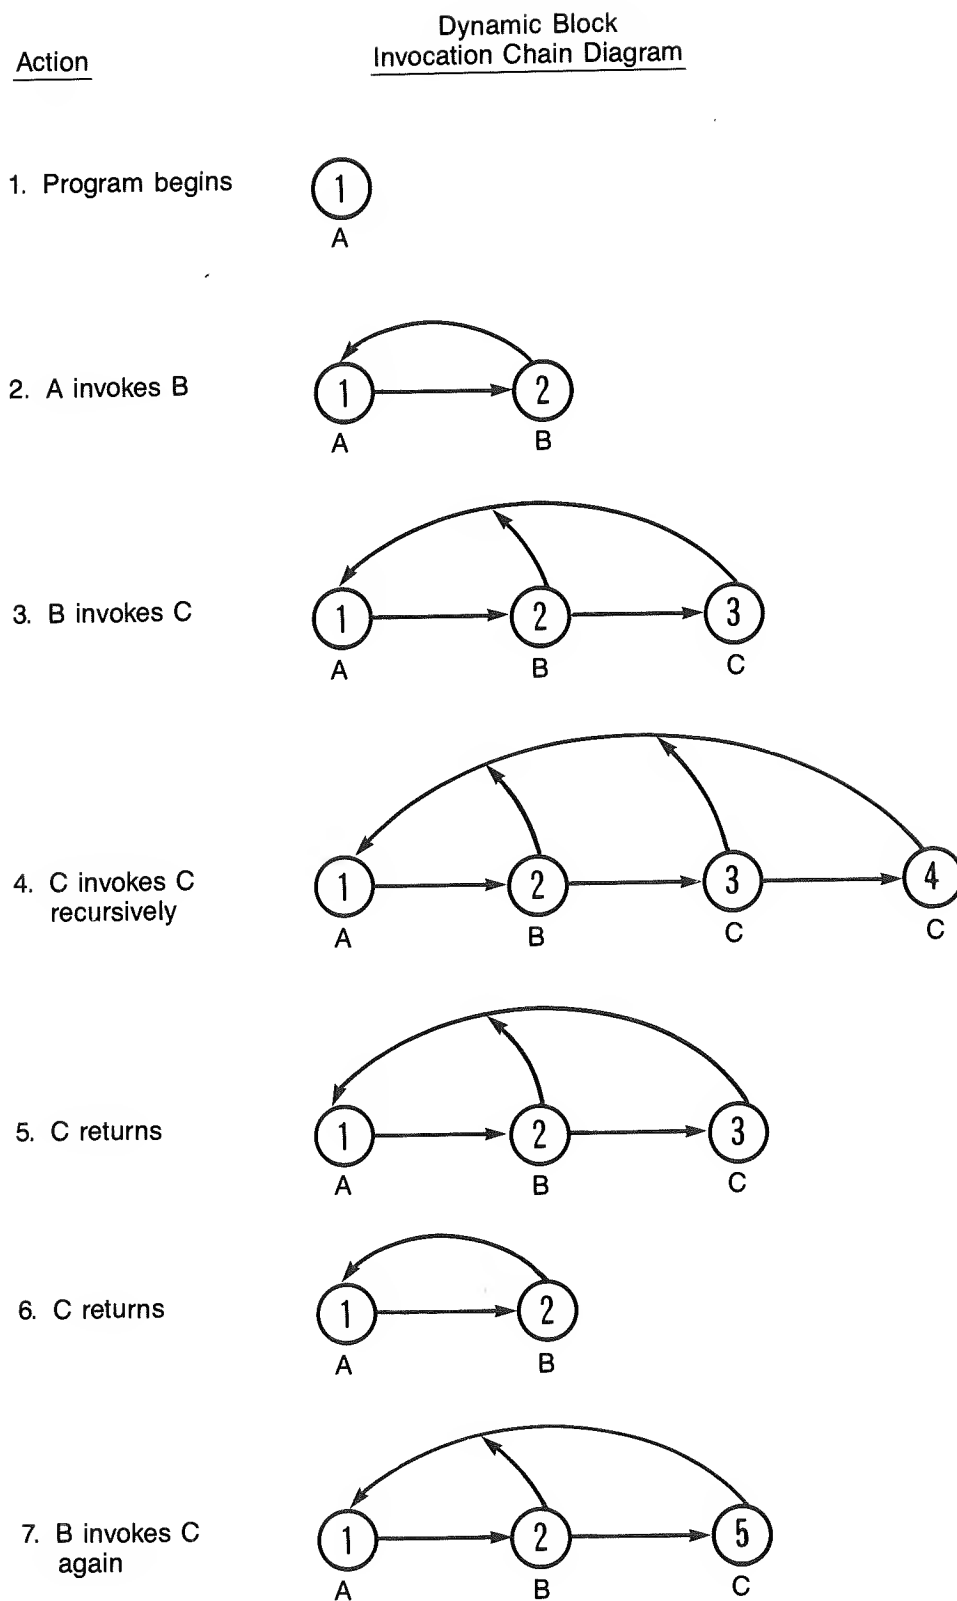 Action
Dynamic Block
Invocation Chain Diagram
1. Program begins
1
A
2. A invokes B
1 2
A B
3. B invokes C
1 2 3
A B C
4. C invokes C
recursively
1 2 3 4
A B C C
5. C returns
1 2 3
A B C
6. C returns
1 2
A B
7. B invokes C
again
1 2 5
A B C